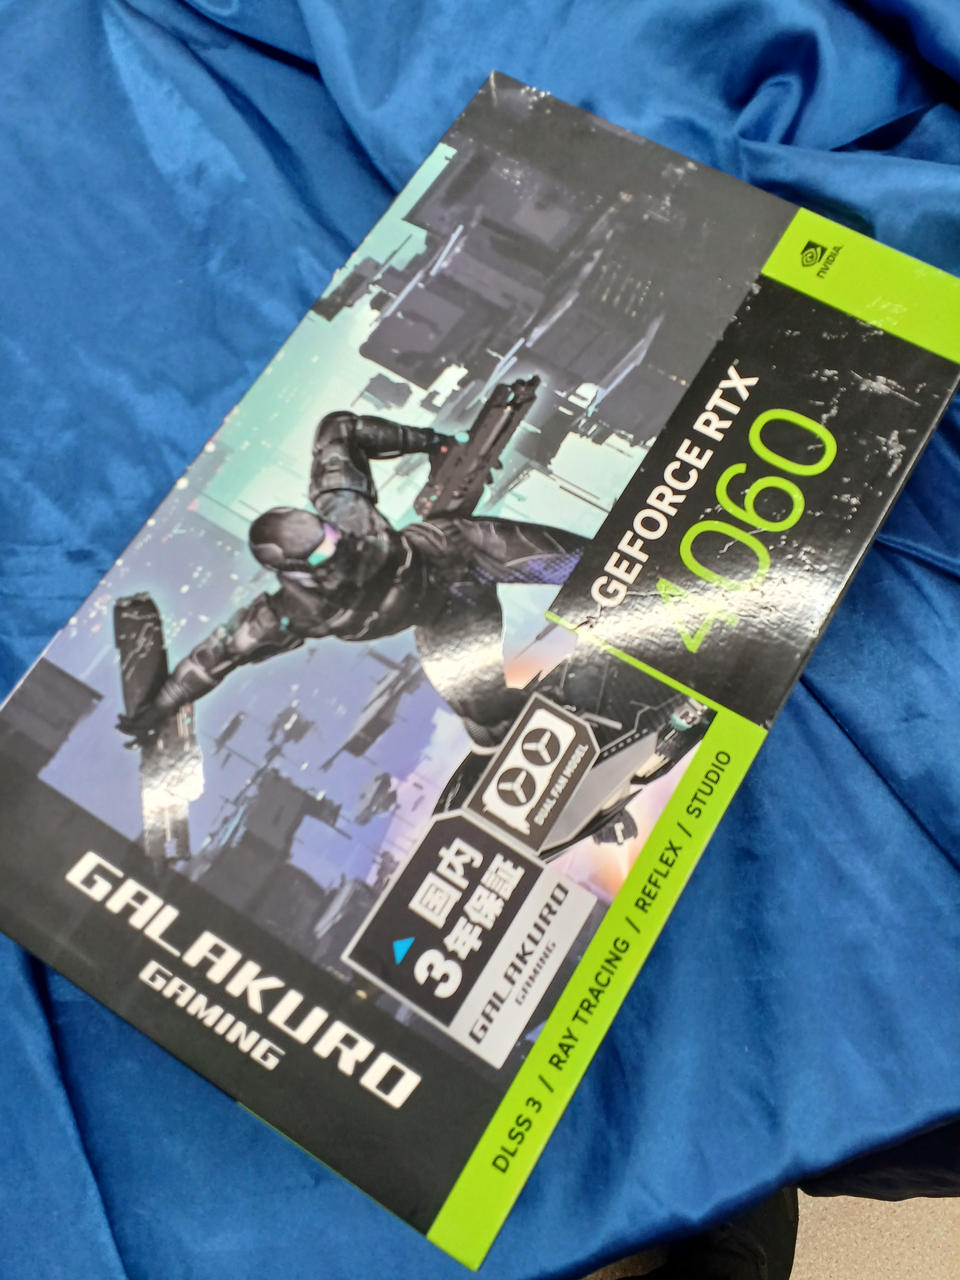 NVIDIA.
GEFORCE RTX
4060
DUAL FAN MODEL
国内
3年保証
GALAKURO
GAMING
GALAKURO
GAMING
DLSS 3 / RAY TRACING / REFLEX / STUDIO